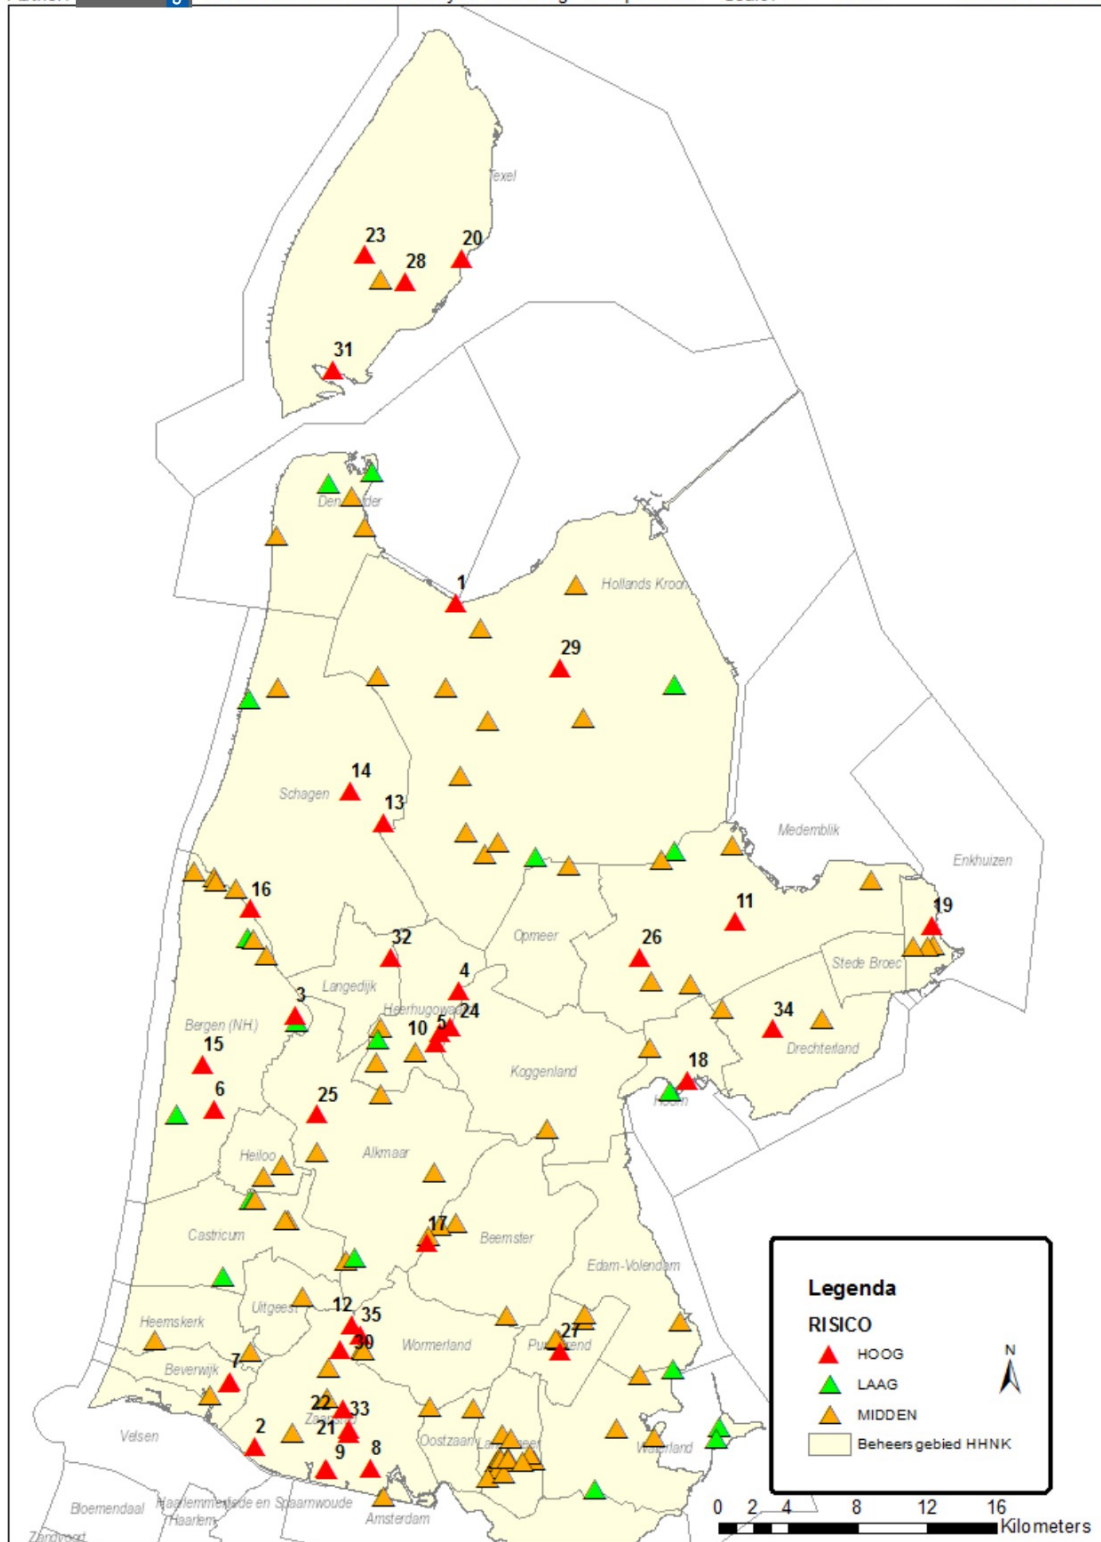 Texel
23
20
28
31
Den Helder
1
Hollands Kroon
29
14
Schagen
13
Medemblik
Enkhuizen
16
11
19
32
Opmeer
26
Stede Broec
Langedijk
4
3
Heerhugowaard
24
34
Bergen (NH.)
10
5
Drechterland
15
Koggenland
18
6
25
Hoorn
Heiloo
Alkmaar
17
Castricum
Beemster
Edam-Volendam
Legenda
Uitgeest
RISICO
12
Heemskerk
35
Wormerland
27
Purmerend
HOOG
N
30
Beverwijk
7
LAAG
22
33
MIDDEN
Zaanstad
Velsen
2
21
Oostzaan
Landsmeer
Waterland
Beheersgebied HHNK
9
8
Bloemendaal
Haarlemmerliede en Spaarnwoude
Haarlem
Amsterdam
0 2 4 8 12 16
Kilometers
Zandvoort